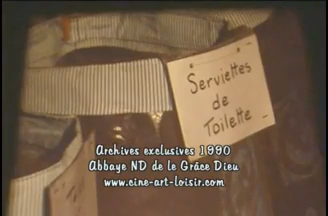 Serviettes
de
Toilette
Archives exclusives 1990
Abbaye ND de le Grâce Dieu
www.cine-art-loisir.com